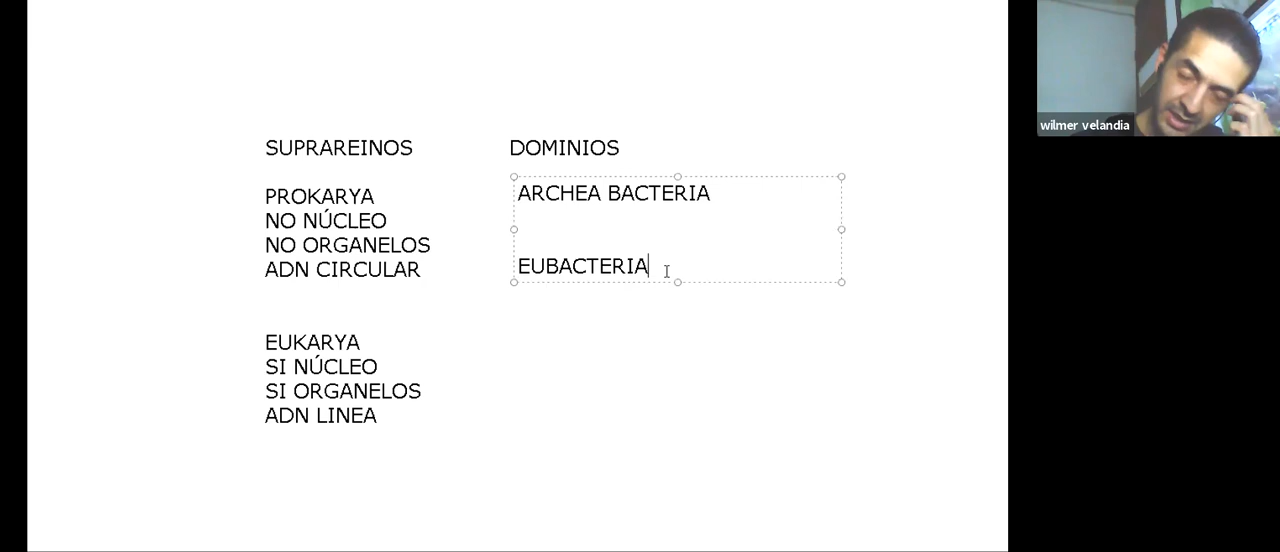 SUPRAREINOS DOMINIOS
PROKARYA ARCHEA BACTERIA
NO NÚCLEO
NO ORGANELOS
ADN CIRCULAR EUBACTERIA
EUKARYA
SI NÚCLEO
SI ORGANELOS
ADN LINEA
wilmer velandia